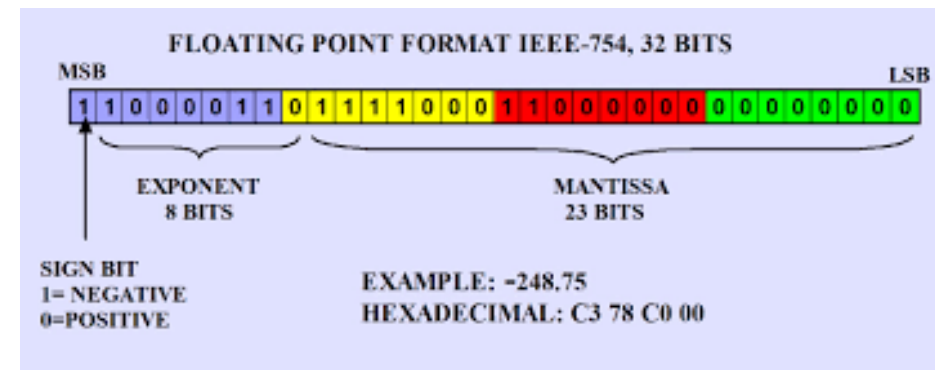 FLOATING POINT FORMAT IEEE-754, 32 BITS
MSB LSB
1 1 0 0 0 0 1 1 0 1 1 1 1 0 0 0 1 1 0 0 0 0 0 0 0 0 0 0 0 0 0 0
EXPONENT MANTISSA
8 BITS 23 BITS
SIGN BIT
1= NEGATIVE
0=POSITIVE
EXAMPLE: -248.75
HEXADECIMAL: C3 78 C0 00